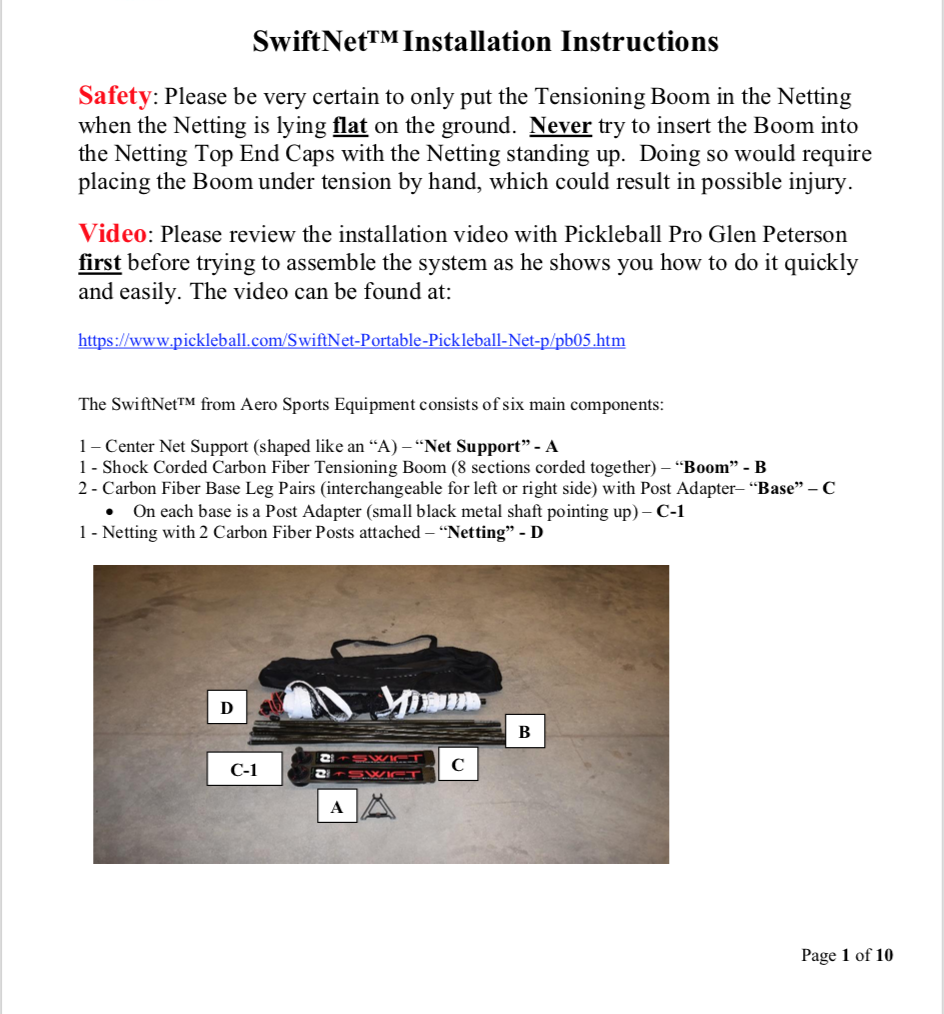 SwiftNet™ Installation Instructions
Safety: Please be very certain to only put the Tensioning Boom in the Netting
when the Netting is lying flat on the ground. Never try to insert the Boom into
the Netting Top End Caps with the Netting standing up. Doing so would require
placing the Boom under tension by hand, which could result in possible injury.
Video: Please review the installation video with Pickleball Pro Glen Peterson
first before trying to assemble the system as he shows you how to do it quickly
and easily. The video can be found at:
https://www.pickleball.com/SwiftNet-Portable-Pickleball-Net-p/pb05.htm
The SwiftNet™ from Aero Sports Equipment consists of six main components:
1 – Center Net Support (shaped like an “A) – “Net Support” - A
1 - Shock Corded Carbon Fiber Tensioning Boom (8 sections corded together) – “Boom” - B
2 - Carbon Fiber Base Leg Pairs (interchangeable for left or right side) with Post Adapter– “Base” – C
• On each base is a Post Adapter (small black metal shaft pointing up) – C-1
1 - Netting with 2 Carbon Fiber Posts attached – “Netting” - D
D
B
C-1
SWIFT
SWIFT
C
A
Page 1 of 10